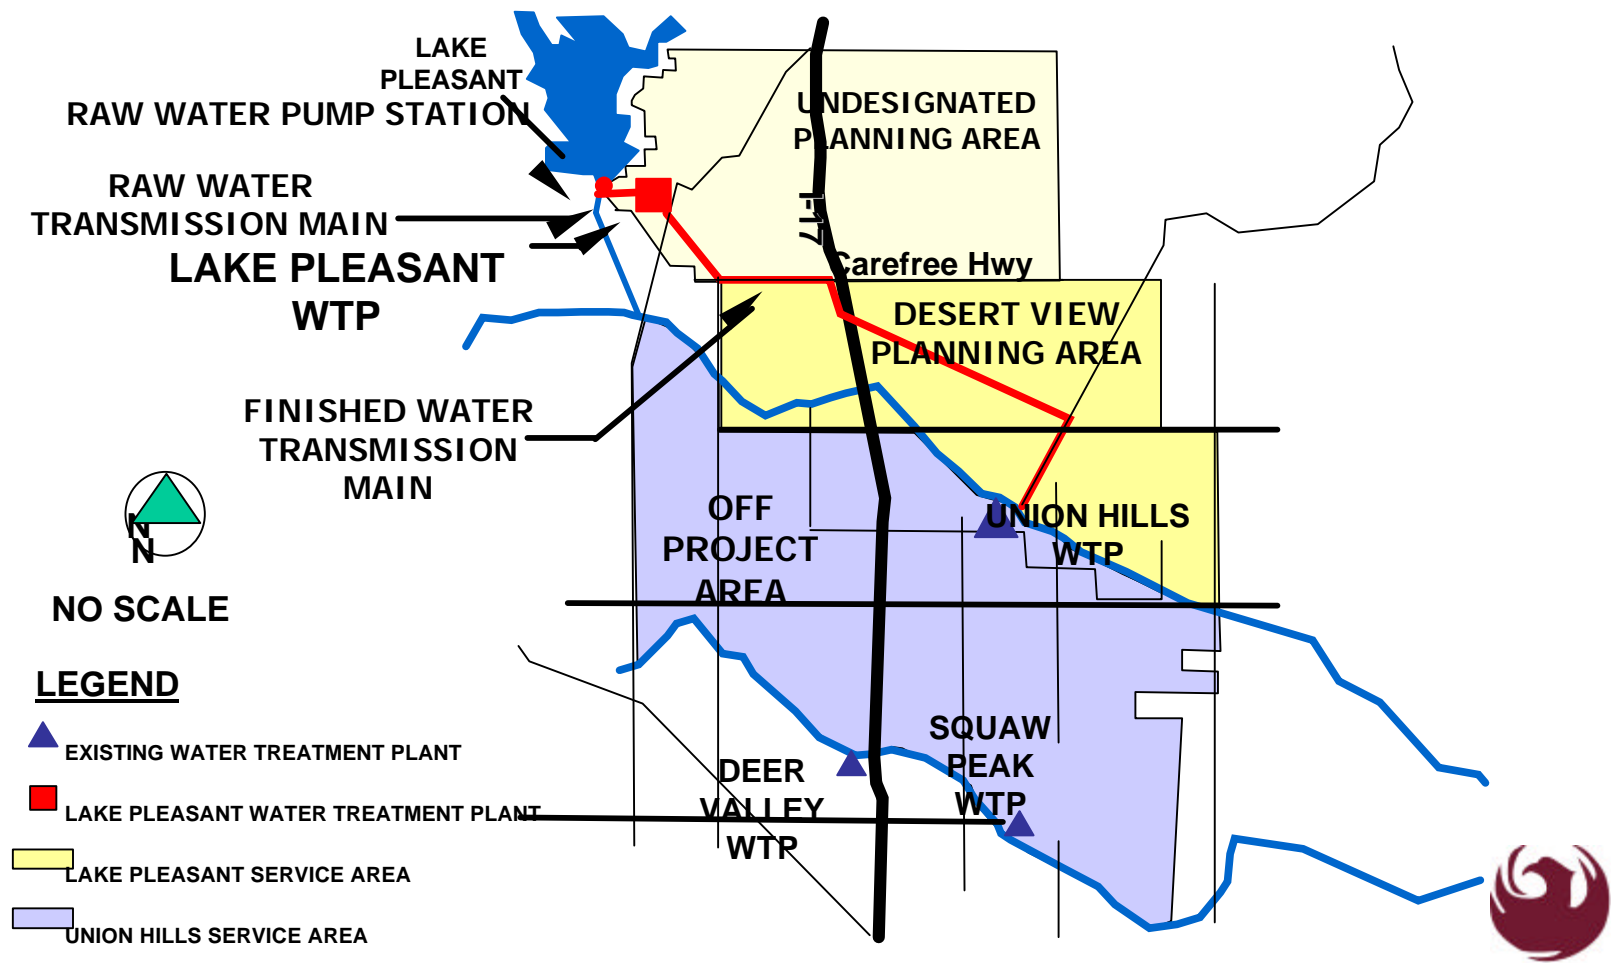 LAKE
PLEASANT
RAW WATER PUMP STATION
RAW WATER
TRANSMISSION MAIN
LAKE PLEASANT
WTP
UNDESIGNATED
PLANNING AREA
I-17
Carefree Hwy
DESERT VIEW
PLANNING AREA
FINISHED WATER
TRANSMISSION
MAIN
OFF
PROJECT
AREA
UNION HILLS
WTP
N
N
NO SCALE
LEGEND
EXISTING WATER TREATMENT PLANT
LAKE PLEASANT WATER TREATMENT PLANT
LAKE PLEASANT SERVICE AREA
UNION HILLS SERVICE AREA
DEER
VALLEY
WTP
SQUAW
PEAK
WTP